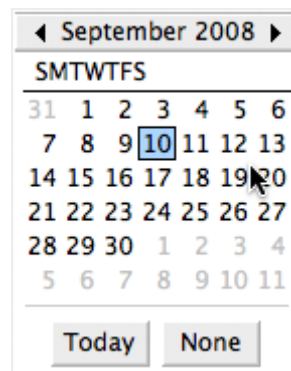 September 2008
SMTWTFS
31 1 2 3 4 5 6
7 8 9 10 11 12 13
14 15 16 17 18 19 20
21 22 23 24 25 26 27
28 29 30 1 2 3 4
5 6 7 8 9 10 11
Today None